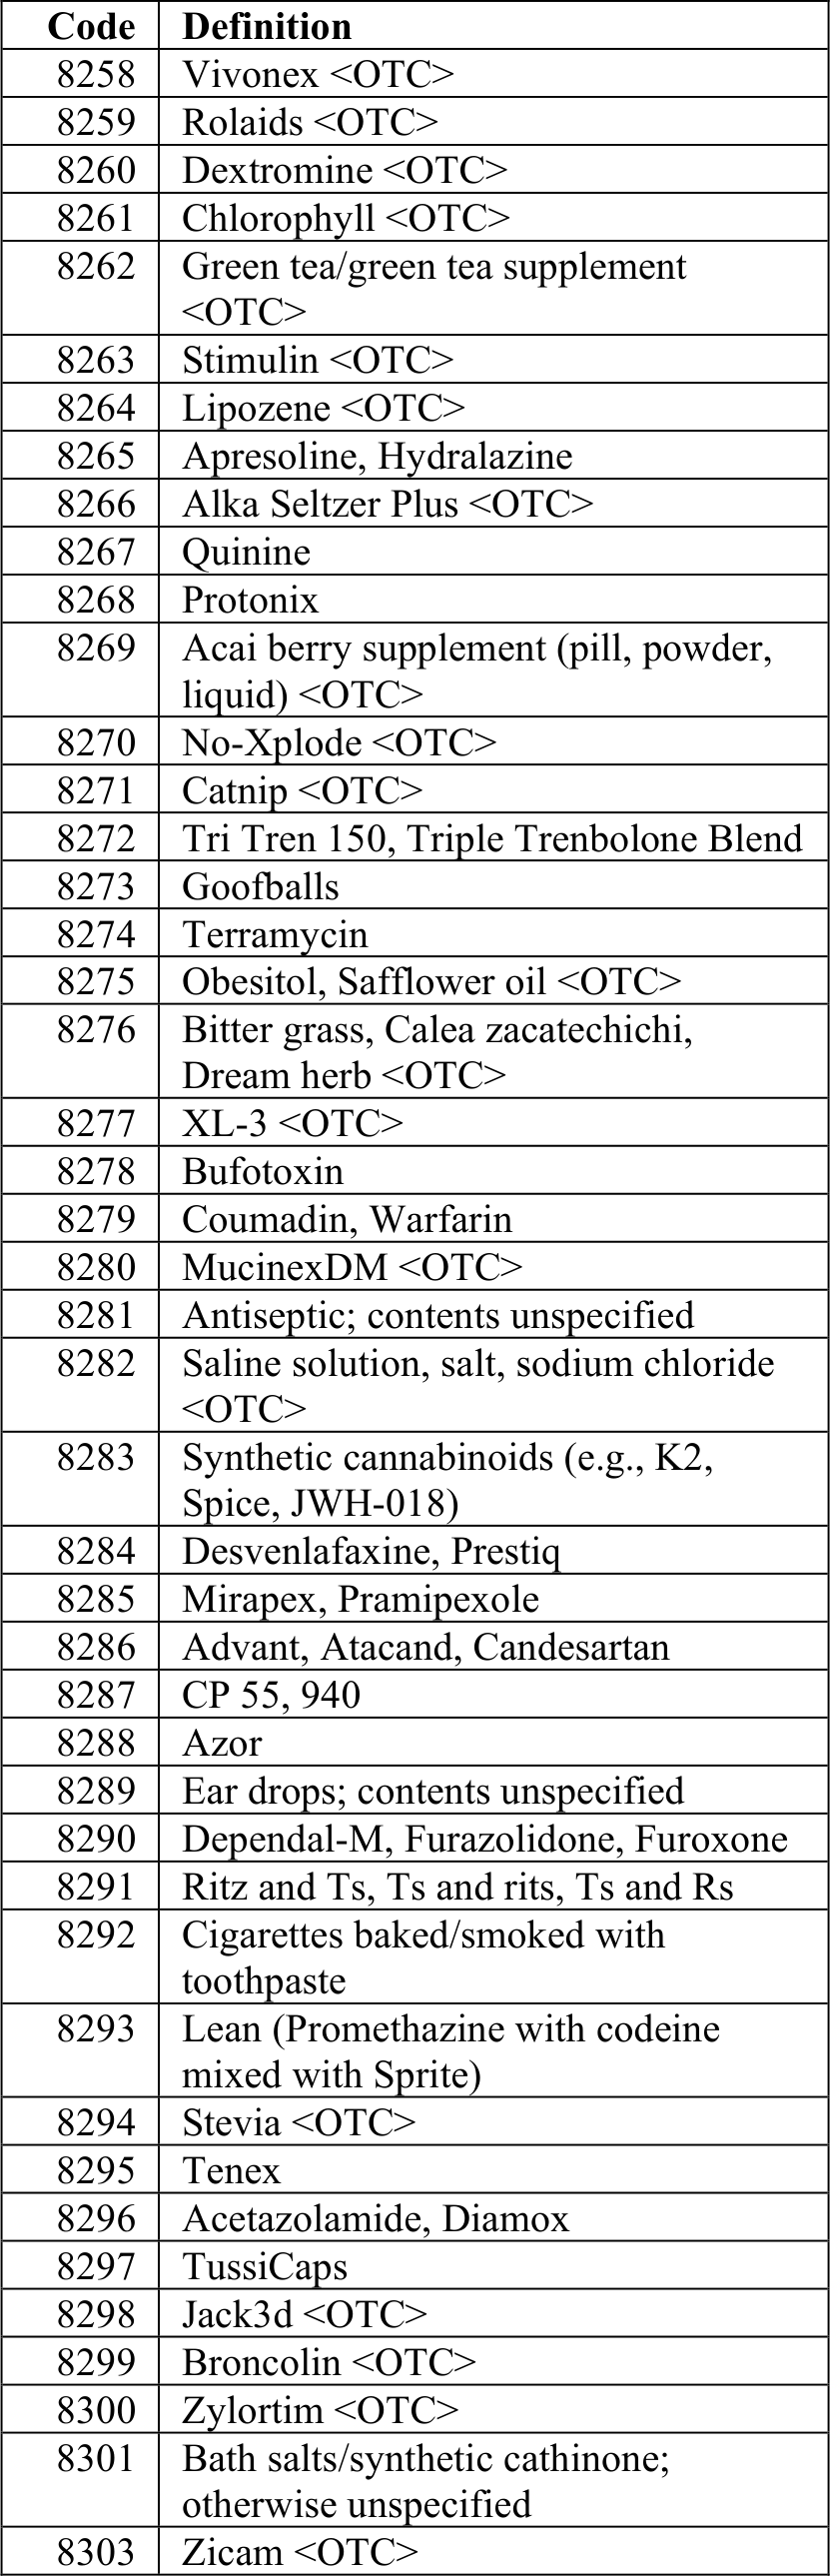 Code Definition
8258 Vivonex <OTC>
8259 Rolaids <OTC>
8260 Dextromine <OTC>
8261 Chlorophyll <OTC>
8262 Green tea/green tea supplement
<OTC>
8263 Stimulin <OTC>
8264 Lipozene <OTC>
8265 Apresoline, Hydralazine
8266 Alka Seltzer Plus <OTC>
8267 Quinine
8268 Protonix
8269 Acai berry supplement (pill, powder,
liquid) <OTC>
8270 No-Xplode <OTC>
8271 Catnip <OTC>
8272 Tri Tren 150, Triple Trenbolone Blend
8273 Goofballs
8274 Terramycin
8275 Obesitol, Safflower oil <OTC>
8276 Bitter grass, Calea zacatechichi,
Dream herb <OTC>
8277 XL-3 <OTC>
8278 Bufotoxin
8279 Coumadin, Warfarin
8280 MucinexDM <OTC>
8281 Antiseptic; contents unspecified
8282 Saline solution, salt, sodium chloride
<OTC>
8283 Synthetic cannabinoids (e.g., K2,
Spice, JWH-018)
8284 Desvenlafaxine, Prestiq
8285 Mirapex, Pramipexole
8286 Advant, Atacand, Candesartan
8287 CP 55, 940
8288 Azor
8289 Ear drops; contents unspecified
8290 Dependal-M, Furazolidone, Furoxone
8291 Ritz and Ts, Ts and rits, Ts and Rs
8292 Cigarettes baked/smoked with
toothpaste
8293 Lean (Promethazine with codeine
mixed with Sprite)
8294 Stevia <OTC>
8295 Tenex
8296 Acetazolamide, Diamox
8297 TussiCaps
8298 Jack3d <OTC>
8299 Broncolin <OTC>
8300 Zylortim <OTC>
8301 Bath salts/synthetic cathinone;
otherwise unspecified
8303 Zicam <OTC>